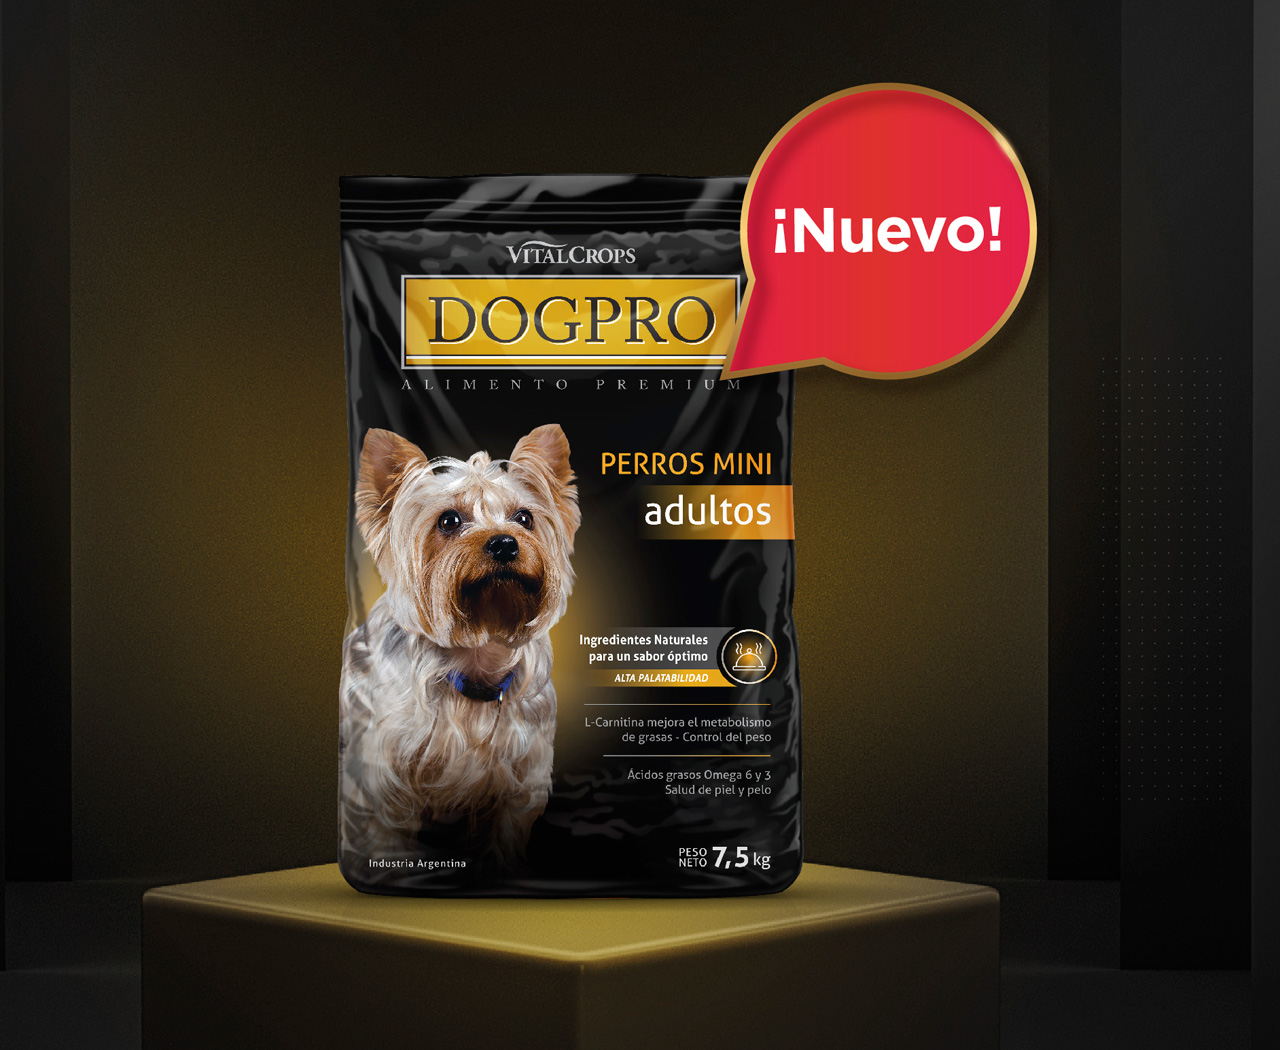 ¡Nuevo!
VITALCROPS
DOGPRO
ALIMENTO PREMIUM
PERROS MINI
adultos
Ingredientes Naturales
para un sabor óptimo
ALTA PALATABILIDAD
L-Carnitina mejora el metabolismo
de grasas - Control del peso
Ácidos grasos Omega 6 y 3
Salud de piel y pelo
Industria Argentina
PESO
NETO 7,5 kg